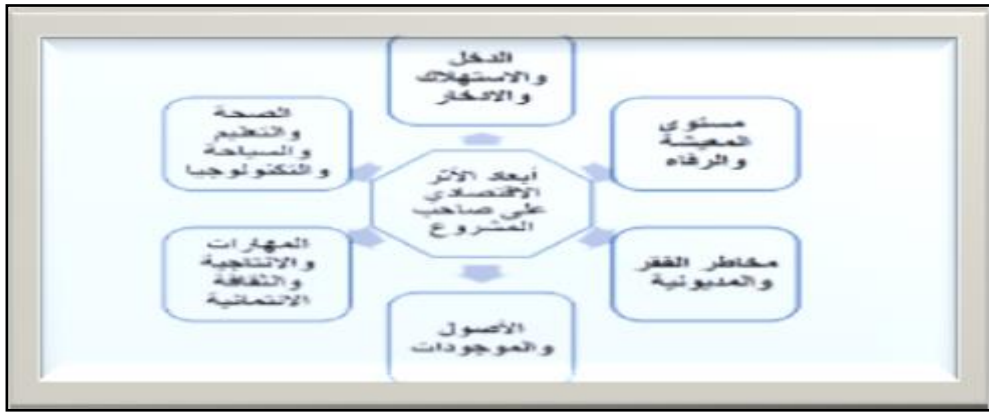 الدخل
والاستهلاك
والادخار
مستوى
المعيشة
والرفاه
الصحة
والتعليم
والسياحة
والتكنولوجيا
أبعاد الأثر
الاقتصادي
على صاحب
المشروع
مخاطر الفقر
والمديونية
المهارات
والانتاجية
والثقافة
الائتمانية
الأصول
والموجودات